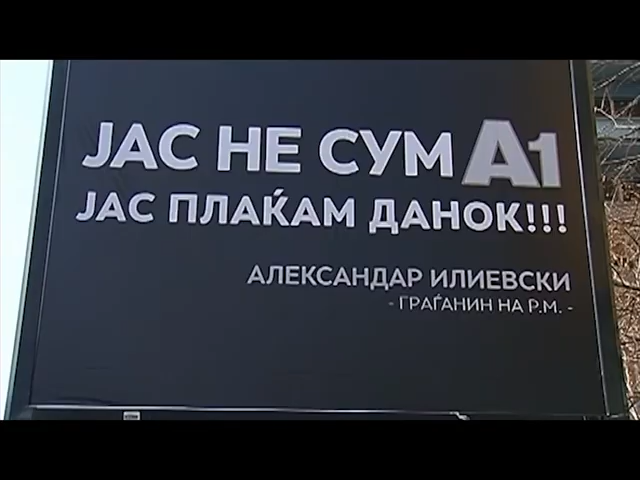 ЈАС НЕ СУМ А1
ЈАС ПЛАЌАМ ДАНОК!!!
АЛЕКСАНДАР ИЛИЕВСКИ
- ГРАЃАНИН НА Р.М. -